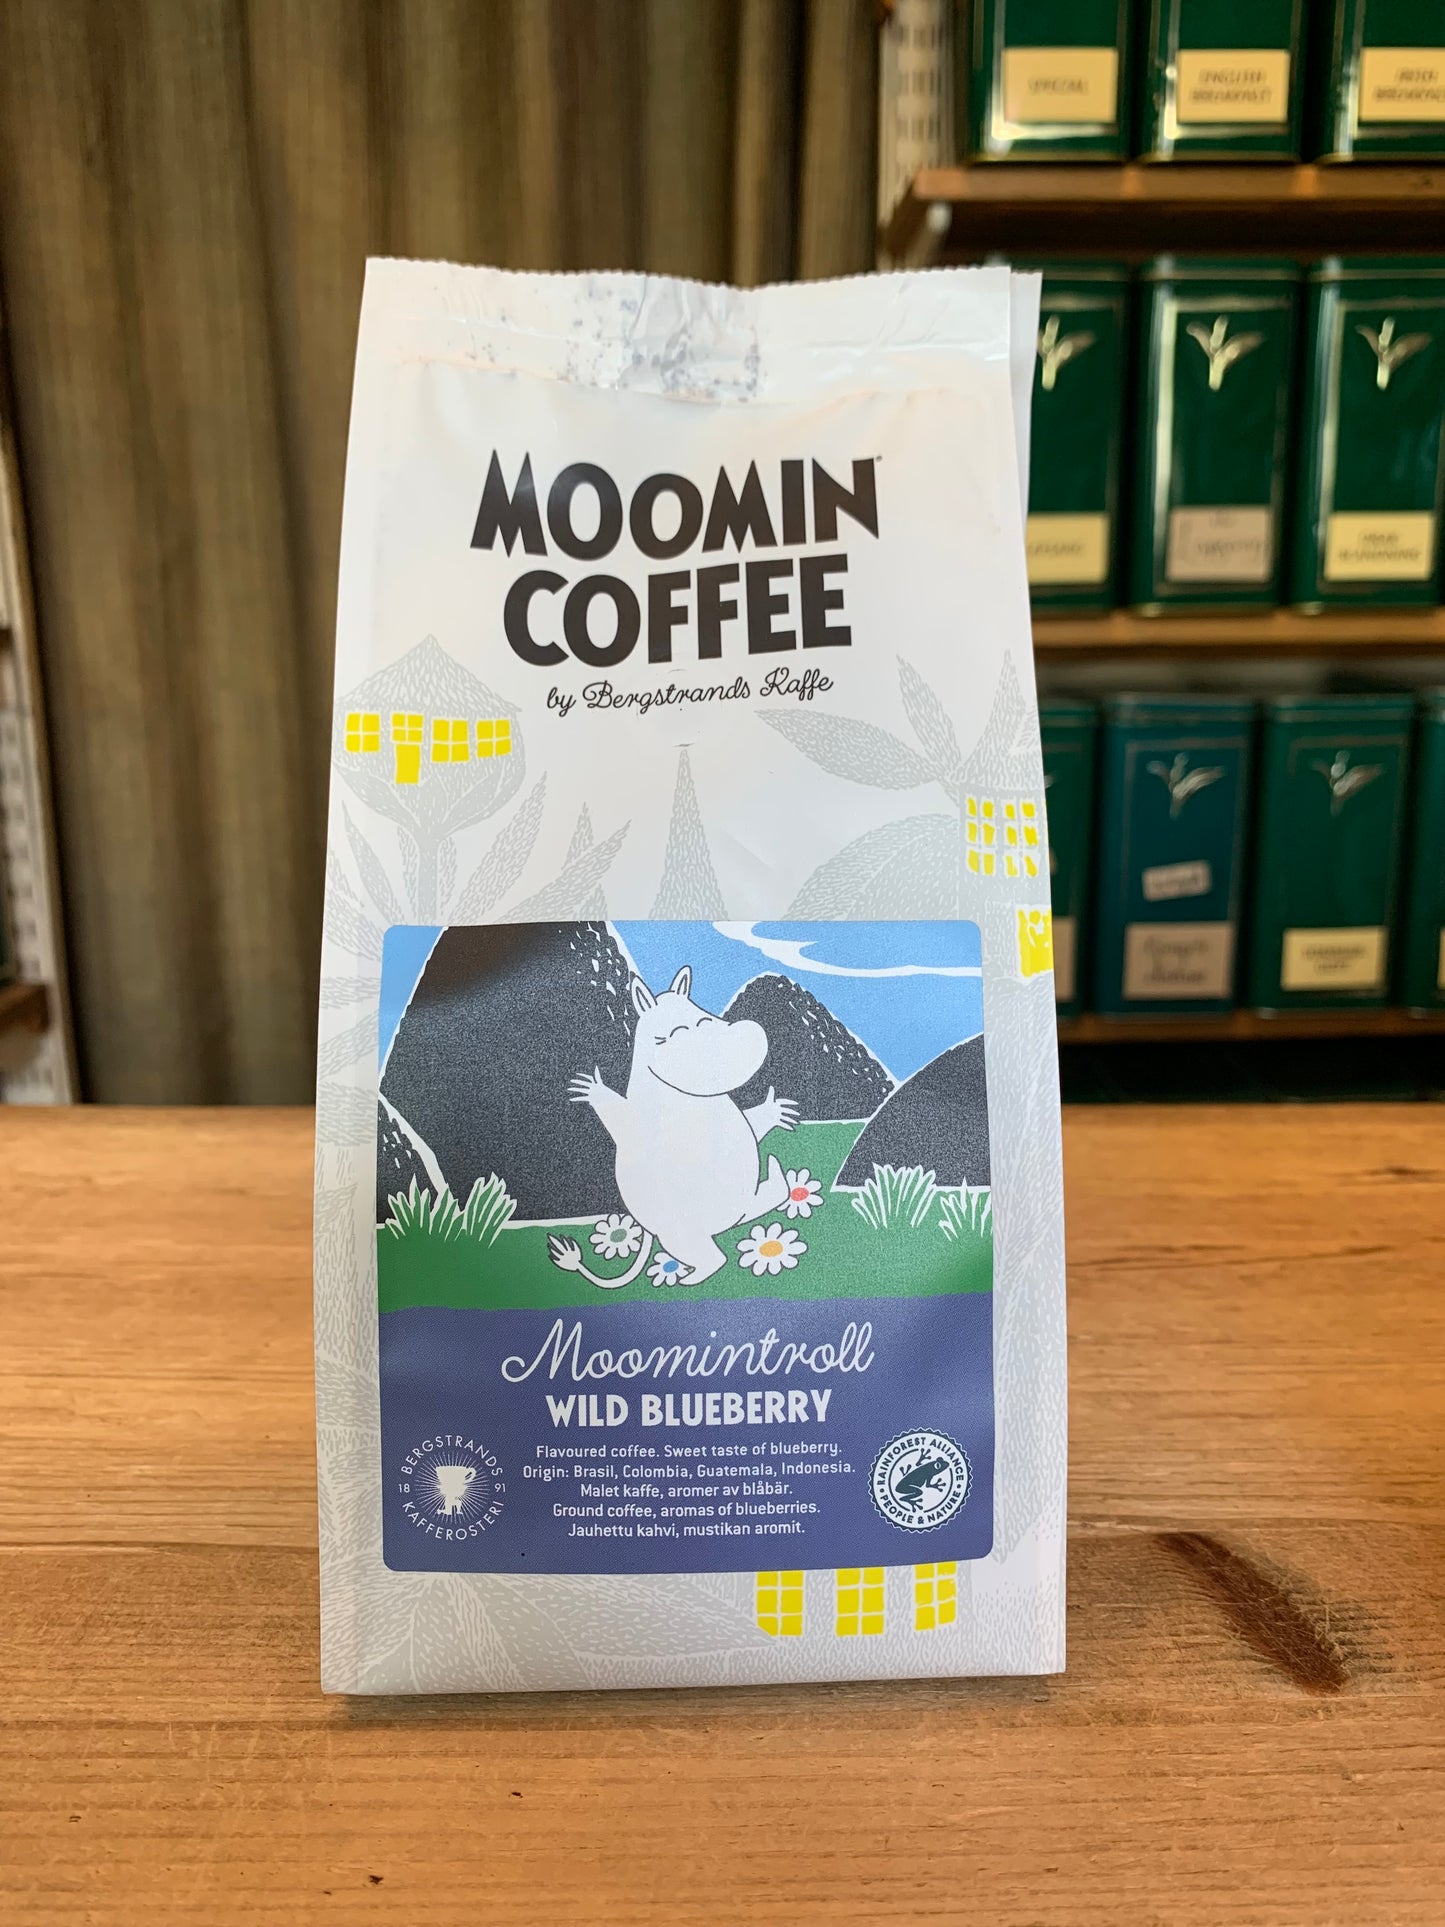 SPECIAL
ENGLISH
BREAKFAST
IRISH
BREAKFAST
MOOMIN
COFFEE
by Bergstrands Kaffe
Moomintroll
WILD BLUEBERRY
Flavoured coffee. Sweet taste of blueberry.
Origin: Brasil, Colombia, Guatemala, Indonesia.
Malet kaffe, aromer av blåbär.
Ground coffee, aromas of blueberries.
Jauhettu kahvi, mustikan aromit.
BERGSTRANDS
18 91
KAFFEROSTERI
RAINFOREST ALLIANCE
PEOPLE & NATURE